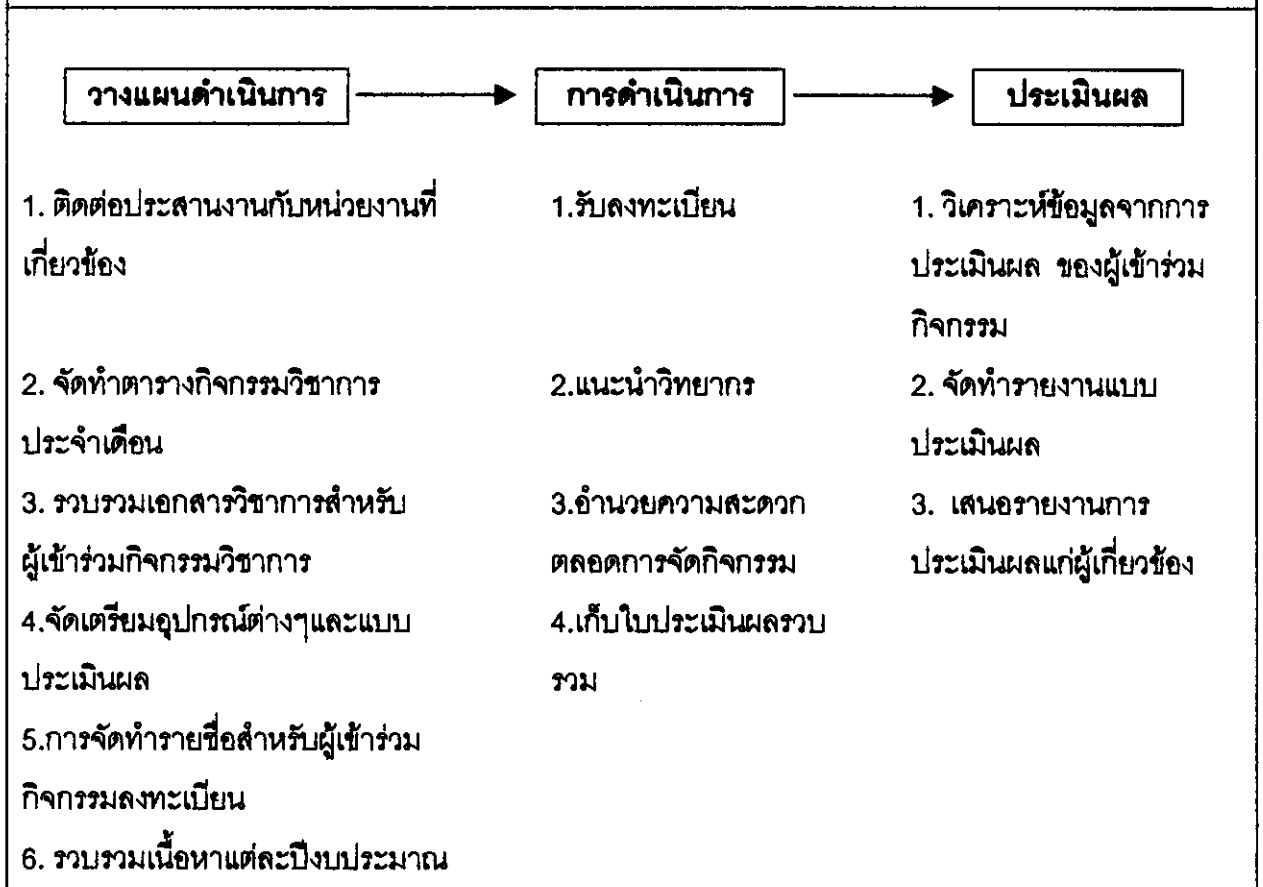 วางแผนดำเนินการ
การดำเนินการ
ประเมินผล
1. ติดต่อประสานงานกับหน่วยงานที่
เกี่ยวข้อง
2. จัดทำตารางกิจกรรมวิชาการ
ประจำเดือน
3. รวบรวมเอกสารวิชาการสำหรับ
ผู้เข้าร่วมกิจกรรมวิชาการ
4.จัดเตรียมอุปกรณ์ต่างๆและแบบ
ประเมินผล
5.การจัดทำรายชื่อสำหรับผู้เข้าร่วม
กิจกรรมลงทะเบียน
6. รวบรวมเนื้อหาแต่ละปีงบประมาณ
1.รับลงทะเบียน
2.แนะนำวิทยากร
3.อำนวยความสะดวก
ตลอดการจัดกิจกรรม
4.เก็บใบประเมินผลรวบ
รวม
1. วิเคราะห์ข้อมูลจากการ
ประเมินผล ของผู้เข้าร่วม
กิจกรรม
2. จัดทำรายงานแบบ
ประเมินผล
3. เสนอรายงานการ
ประเมินผลแก่ผู้เกี่ยวข้อง